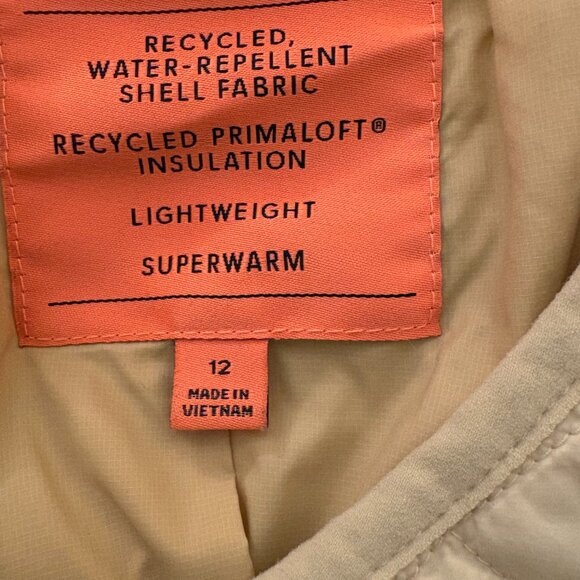 RECYCLED,
WATER-REPELLENT
SHELL FABRIC
RECYCLED PRIMALOFT®
INSULATION
LIGHTWEIGHT
SUPERWARM
12
MADE IN
VIETNAM